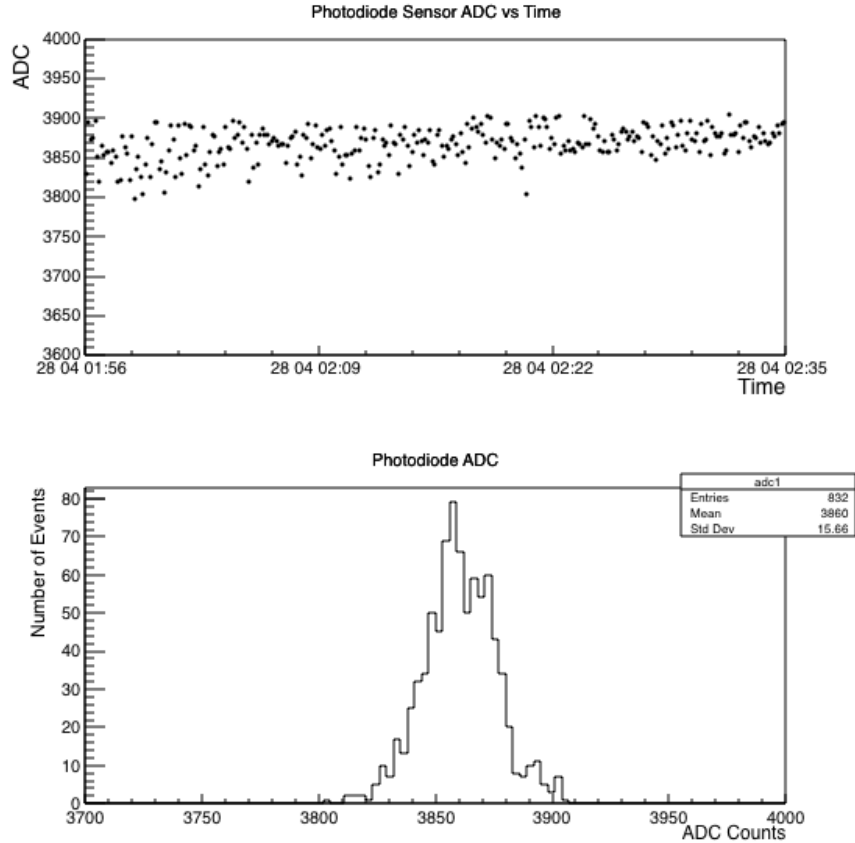 Photodiode Sensor ADC vs Time
ADC
4000
3950
3900
3850
3800
3750
3700
3650
3600
28 04 01:56 28 04 02:09 28 04 02:22 28 04 02:35
Time
Photodiode ADC
adc1
Entries 832
Mean 3860
Std Dev 15.66
Number of Events
80
70
60
50
40
30
20
10
0
3700 3750 3800 3850 3900 3950 4000
ADC Counts